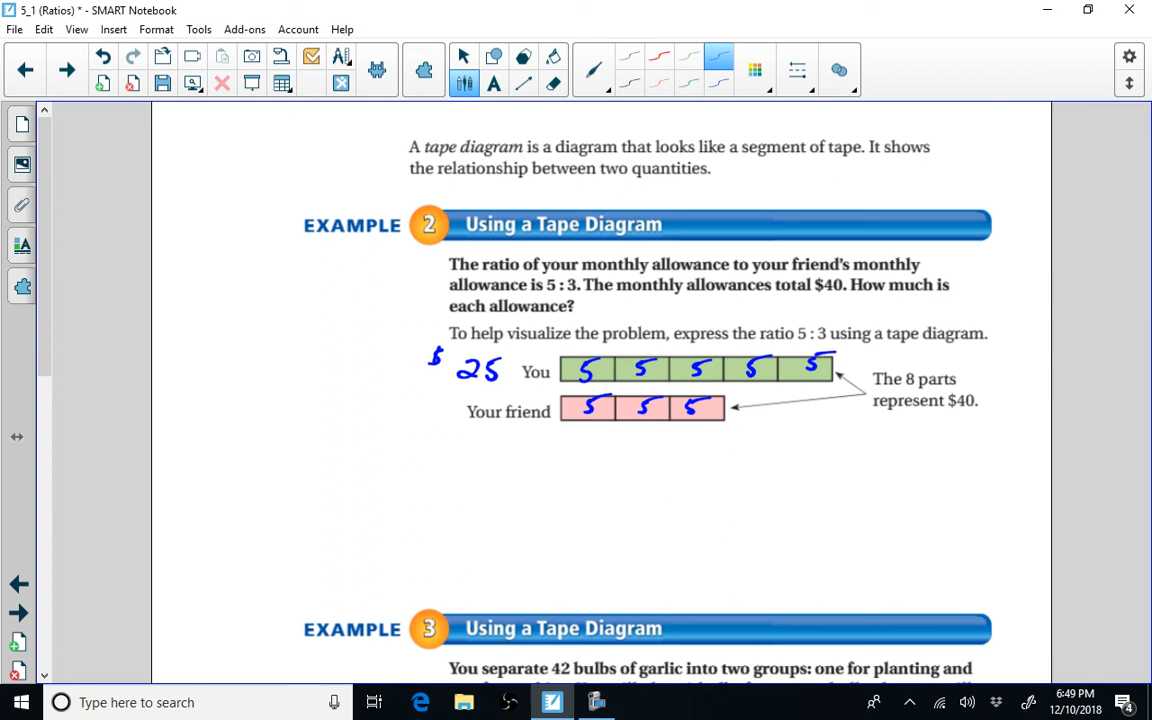 5_1 (Ratios) * - SMART Notebook
File Edit View Insert Format Tools Add-ons Account Help
A tape diagram is a diagram that looks like a segment of tape. It shows
the relationship between two quantities.
EXAMPLE 2 Using a Tape Diagram
The ratio of your monthly allowance to your friend's monthly
allowance is 5 : 3. The monthly allowances total $40. How much is
each allowance?
To help visualize the problem, express the ratio 5 : 3 using a tape diagram.
$ 25 You 5 5 5 5 5
The 8 parts
represent $40.
Your friend 5 5 5
EXAMPLE 3 Using a Tape Diagram
You separate 42 bulbs of garlic into two groups: one for planting and
Type here to search
6:49 PM
12/10/2018
4